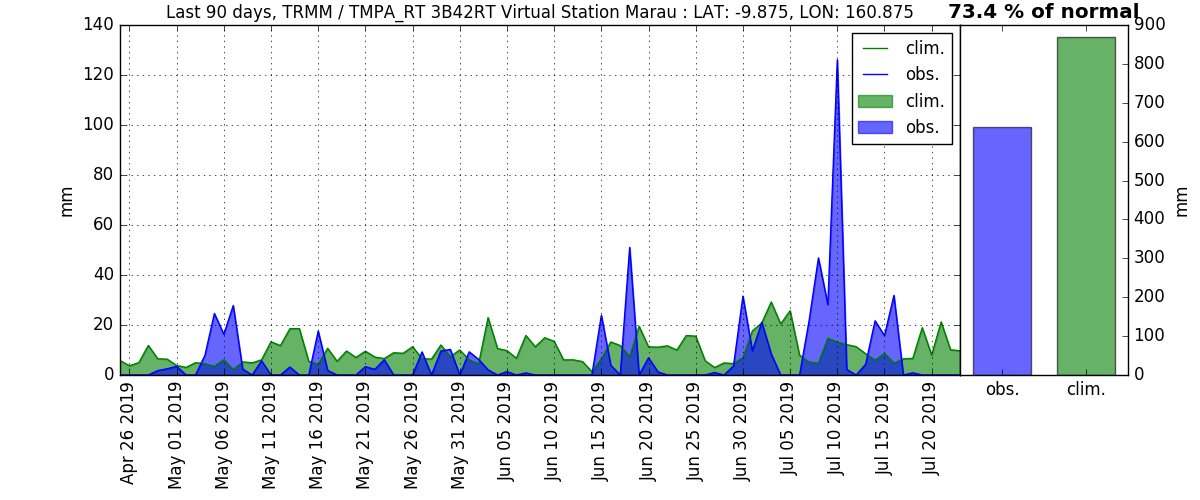 Last 90 days, TRMM / TMPA_RT 3B42RT Virtual Station Marau : LAT: -9.875, LON: 160.875
73.4 % of normal
140
120
100
80
60
40
20
0
mm
clim.
obs.
clim.
obs.
900
800
700
600
500
400
300
200
100
0
mm
Apr 26 2019
May 01 2019
May 06 2019
May 11 2019
May 16 2019
May 21 2019
May 26 2019
May 31 2019
Jun 05 2019
Jun 10 2019
Jun 15 2019
Jun 20 2019
Jun 25 2019
Jun 30 2019
Jul 05 2019
Jul 10 2019
Jul 15 2019
Jul 20 2019
obs.
clim.